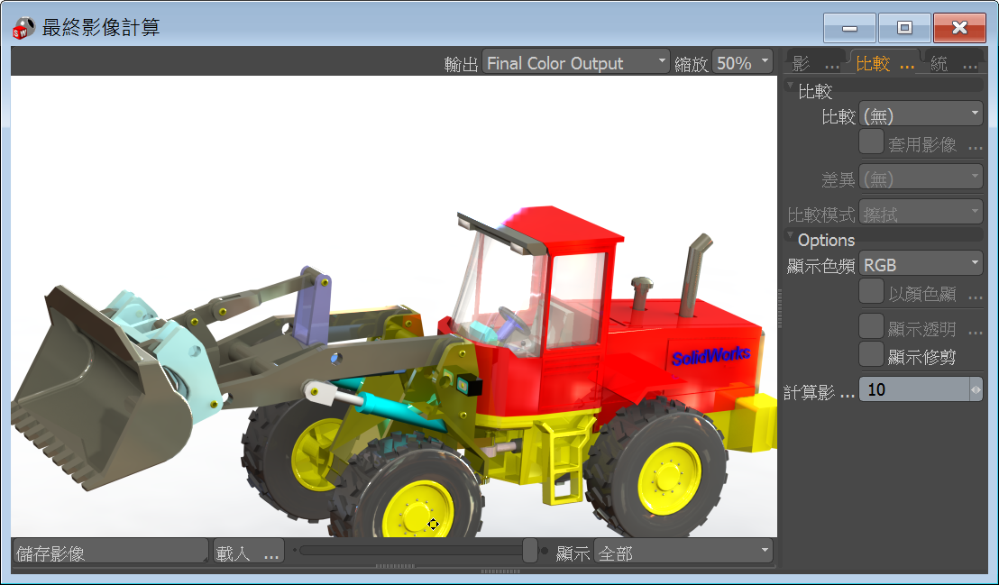 最終影像計算
輸出 Final Color Output 縮放 50%
影 ... 比較 ... 統 ...
比較
比較 (無)
套用影像 ...
差異 (無)
比較模式 擦拭
Options
顯示色頻 RGB
以顏色顯 ...
顯示透明 ...
顯示修剪
計算影 ... 10
SolidWorks
儲存影像 載入 ... 顯示 全部